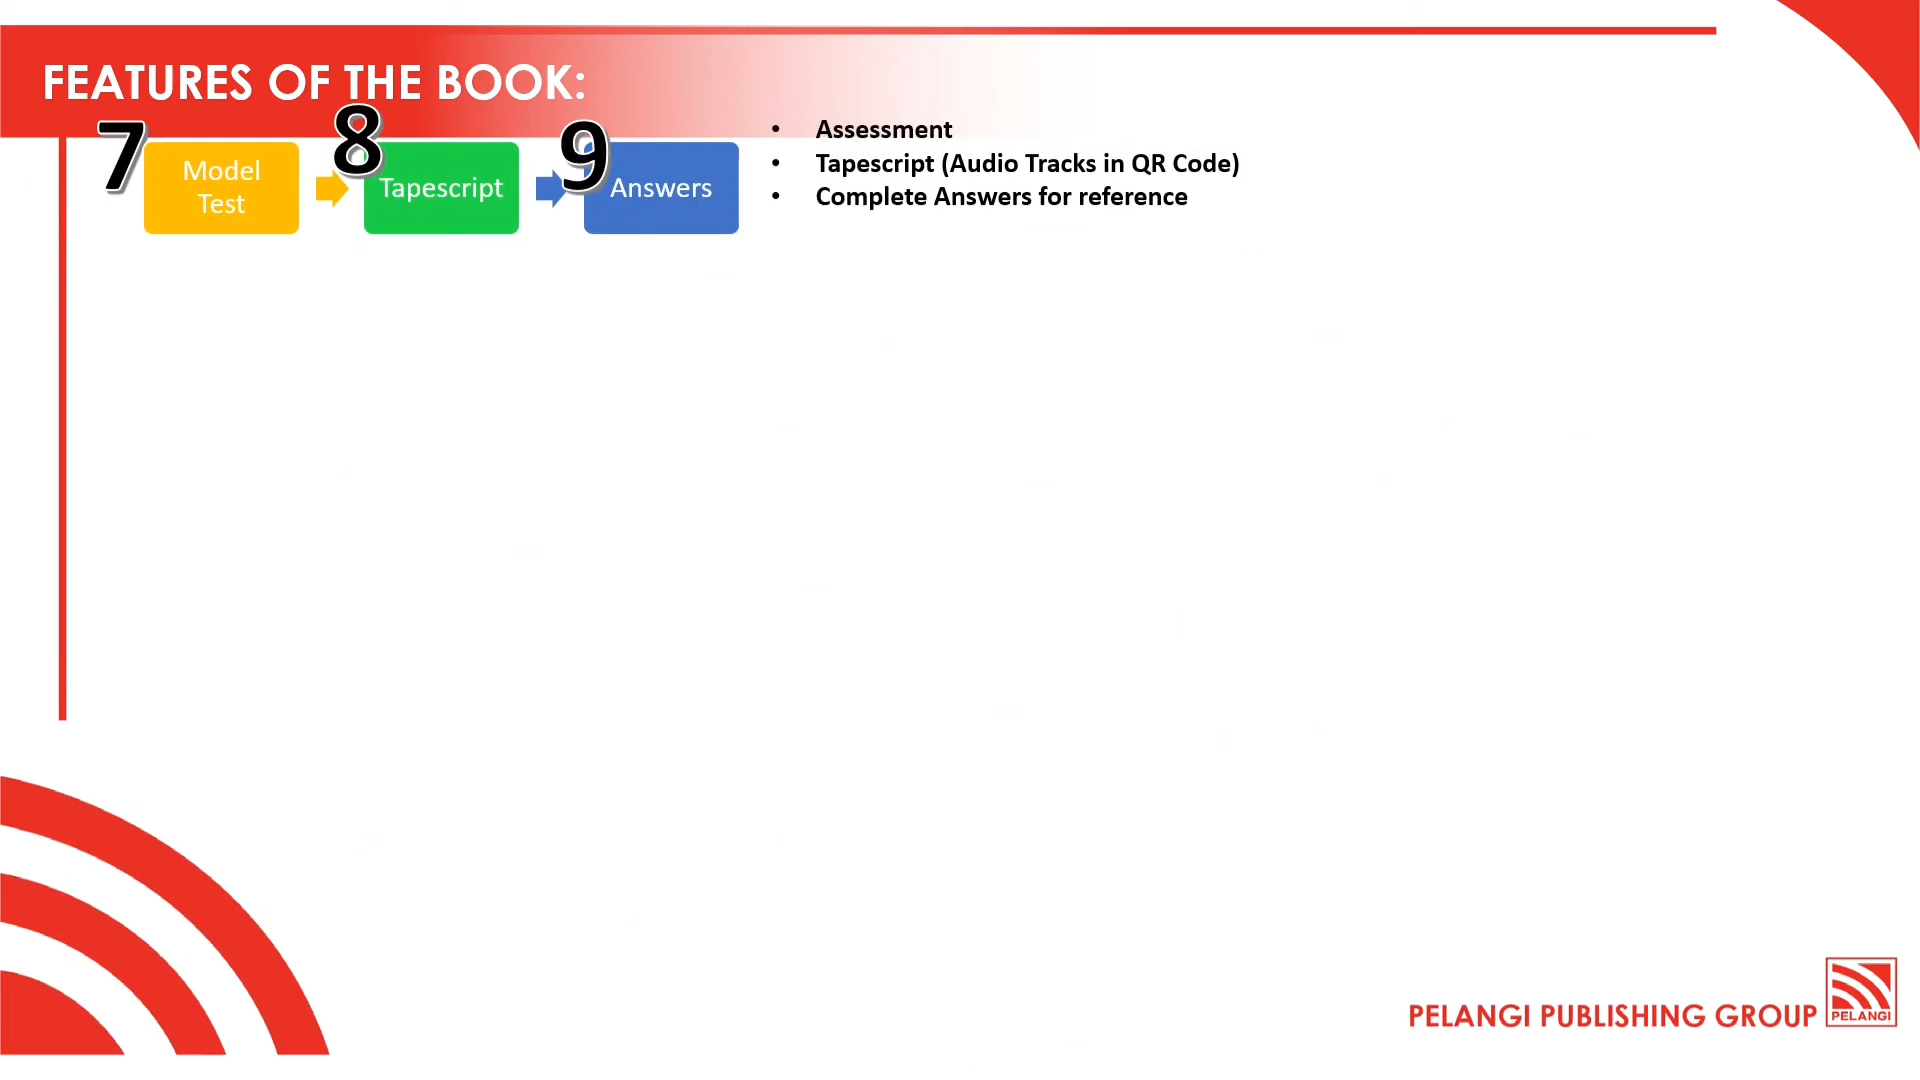 FEATURES OF THE BOOK:
7
Model
Test
8
Tapescript
9
Answers
• Assessment
• Tapescript (Audio Tracks in QR Code)
• Complete Answers for reference
PELANGI PUBLISHING GROUP
PELANGI